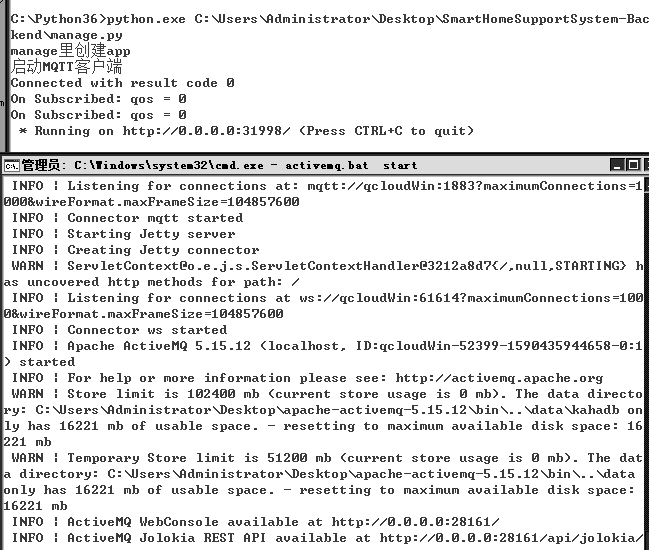 C:\Python36>python.exe C:\Users\Administrator\Desktop\SmartHomeSupportSystem-Bac
kend\manage.py
manage里创建app
启动MQTT客户端
Connected with result code 0
On Subscribed: qos = 0
On Subscribed: qos = 0
 * Running on http://0.0.0.0:31998/ (Press CTRL+C to quit)
管理员: C:\Windows\system32\cmd.exe - activemq.bat  start
INFO | Listening for connections at: mqtt://qcloudWin:1883?maximumConnections=1
000&wireFormat.maxFrameSize=104857600
INFO | Connector mqtt started
INFO | Starting Jetty server
INFO | Creating Jetty connector
WARN | ServletContext@o.e.j.s.ServletContextHandler@3212a8d7{/,null,STARTING} h
as uncovered http methods for path: /
INFO | Listening for connections at ws://qcloudWin:61614?maximumConnections=100
0&wireFormat.maxFrameSize=104857600
INFO | Connector ws started
INFO | Apache ActiveMQ 5.15.12 (localhost, ID:qcloudWin-52399-1590435944658-0:1
) started
INFO | For help or more information please see: http://activemq.apache.org
WARN | Store limit is 102400 mb (current store usage is 0 mb). The data directo
ry: C:\Users\Administrator\Desktop\apache-activemq-5.15.12\bin\..\data\kahadb on
ly has 16221 mb of usable space. - resetting to maximum available disk space: 16
221 mb
WARN | Temporary Store limit is 51200 mb (current store usage is 0 mb). The dat
a directory: C:\Users\Administrator\Desktop\apache-activemq-5.15.12\bin\..\data
only has 16221 mb of usable space. - resetting to maximum available disk space:
16221 mb
INFO | ActiveMQ WebConsole available at http://0.0.0.0:28161/
INFO | ActiveMQ Jolokia REST API available at http://0.0.0.0:28161/api/jolokia/